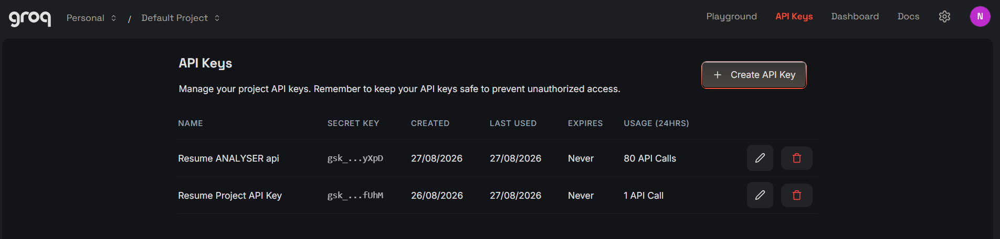 groq Personal / Default Project Playground API Keys Dashboard Docs N
API Keys
+ Create API Key
Manage your project API keys. Remember to keep your API keys safe to prevent unauthorized access.
NAME SECRET KEY CREATED LAST USED EXPIRES USAGE (24HRS)
Resume ANALYSER api gsk_...yXpD 27/08/2026 27/08/2026 Never 80 API Calls
Resume Project API Key gsk_...fUhM 26/08/2026 27/08/2026 Never 1 API Call